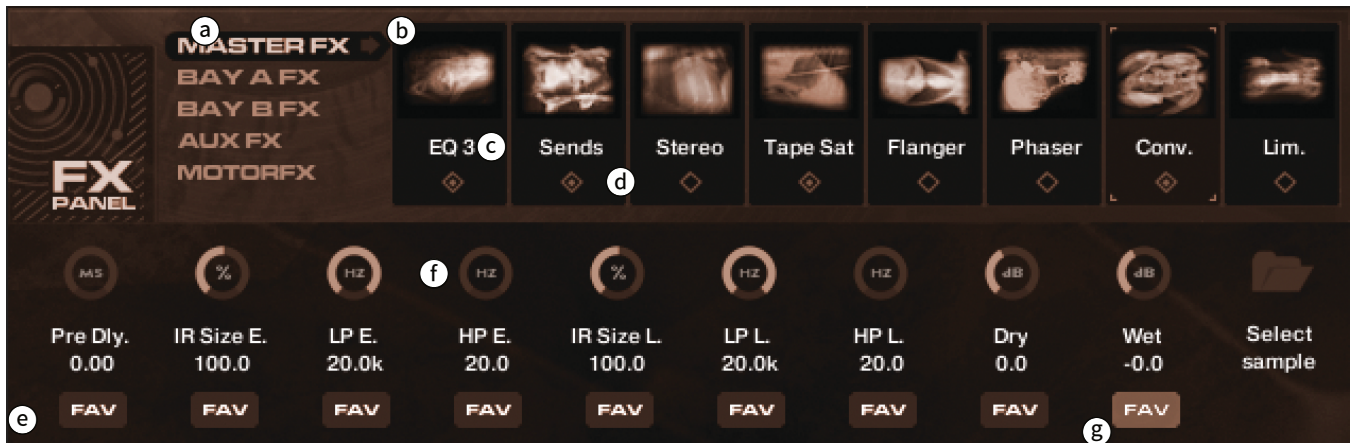 a
MASTER FX
BAY A FX
BAY B FX
AUX FX
MOTORFX
FX
PANEL
b
EQ 3
c
Sends
d
Stereo
Tape Sat
Flanger
Phaser
Conv.
Lim.
MS
%
HZ
f
HZ
%
HZ
HZ
dB
dB
Pre Dly.
0.00
IR Size E.
100.0
LP E.
20.0k
HP E.
20.0
IR Size L.
100.0
LP L.
20.0k
HP L.
20.0
Dry
0.0
Wet
-0.0
Select
sample
e
FAV
FAV
FAV
FAV
FAV
FAV
FAV
FAV
g
FAV